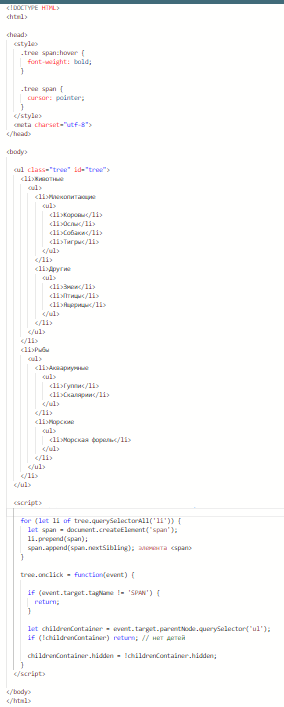 <!DOCTYPE HTML>
<html>
<head>
<style>
.tree span:hover {
font-weight: bold;
}
.tree span {
cursor: pointer;
}
</style>
<meta charset="utf-8">
</head>
<body>
<ul class="tree" id="tree">
<li>Животные
<ul>
<li>Млекопитающие
<ul>
<li>Коровы</li>
<li>Ослы</li>
<li>Собаки</li>
<li>Тигры</li>
</ul>
</li>
<li>Другие
<ul>
<li>Змеи</li>
<li>Птицы</li>
<li>Ящерицы</li>
</ul>
</li>
</ul>
</li>
<li>Рыбы
<ul>
<li>Аквариумные
<ul>
<li>Гуппи</li>
<li>Скалярии</li>
</ul>
</li>
<li>Морские
<ul>
<li>Морская форель</li>
</ul>
</li>
</ul>
</li>
</ul>
<script>
for (let li of tree.querySelectorAll('li')) {
let span = document.createElement('span');
li.prepend(span);
span.append(span.nextSibling); элемента <span>
}
tree.onclick = function(event) {
if (event.target.tagName != 'SPAN') {
return;
}
let childrenContainer = event.target.parentNode.querySelector('ul');
if (!childrenContainer) return; // нет детей
childrenContainer.hidden = !childrenContainer.hidden;
}
</script>
</body>
</html>